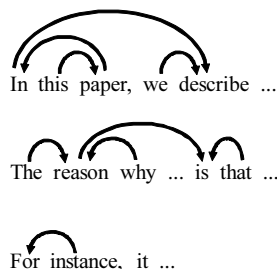 In this paper, we describe ...
The reason why ... is that ...
For instance, it ...